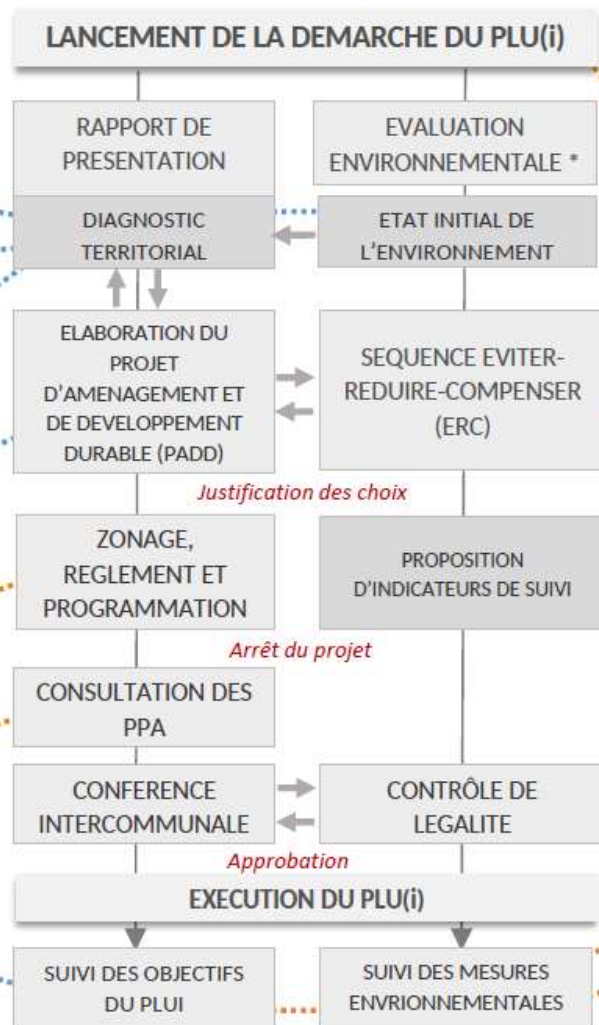 LANCEMENT DE LA DEMARCHE DU PLU(i)
RAPPORT DE
PRESENTATION
EVALUATION
ENVIRONNEMENTALE *
DIAGNOSTIC
TERRITORIAL
ETAT INITIAL DE
L'ENVIRONNEMENT
ELABORATION DU
PROJET
D'AMENAGEMENT ET
DE DEVELOPPEMENT
DURABLE (PADD)
SEQUENCE EVITER-
REDUIRE-COMPENSER
(ERC)
Justification des choix
ZONAGE,
REGLEMENT ET
PROGRAMMATION
PROPOSITION
D'INDICATEURS DE SUIVI
Arrêt du projet
CONSULTATION DES
PPA
CONFERENCE
INTERCOMMUNALE
CONTRÔLE DE
LEGALITE
Approbation
EXECUTION DU PLU(i)
SUIVI DES OBJECTIFS
DU PLUI
SUIVI DES MESURES
ENVRIONNEMENTALES